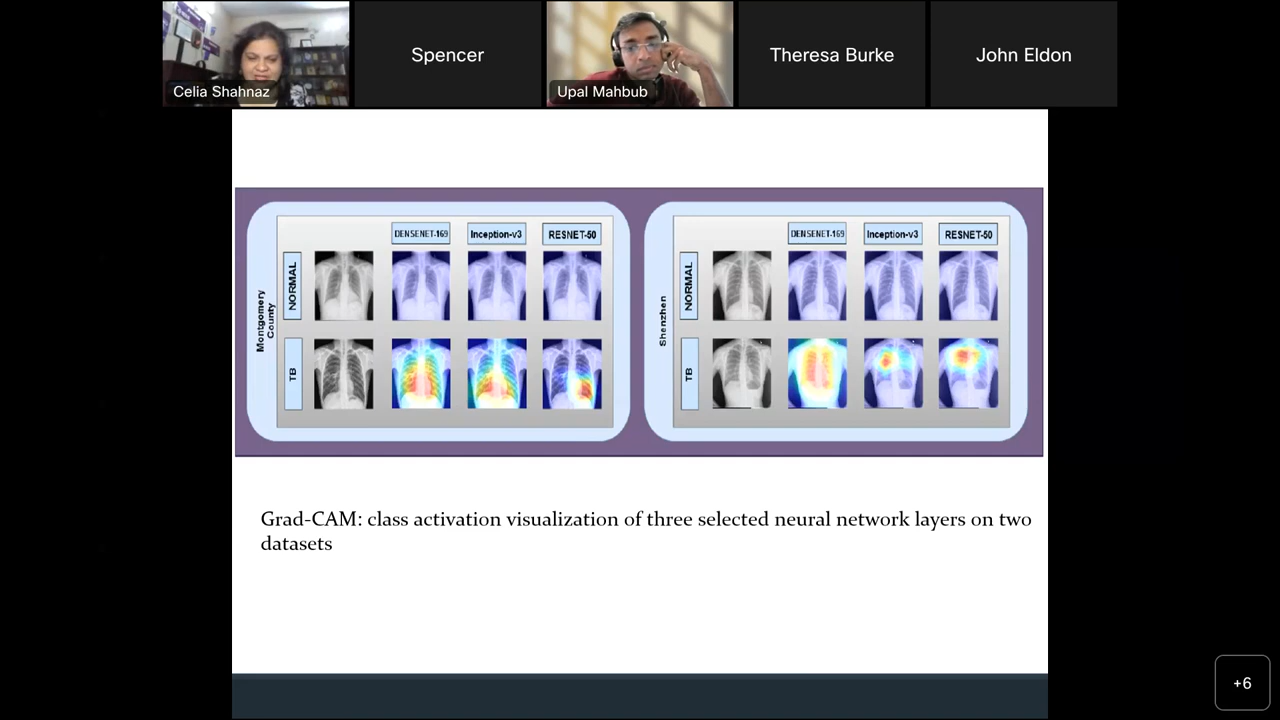 Celia Shahnaz
Spencer
Upal Mahbub
Theresa Burke
John Eldon
DENSENET-169
Inception-v3
RESNET-50
NORMAL
Montgomery
County
TB
DENSENET-169
Inception-v3
RESNET-50
NORMAL
Shenzhen
TB
Grad-CAM: class activation visualization of three selected neural network layers on two
datasets
+6